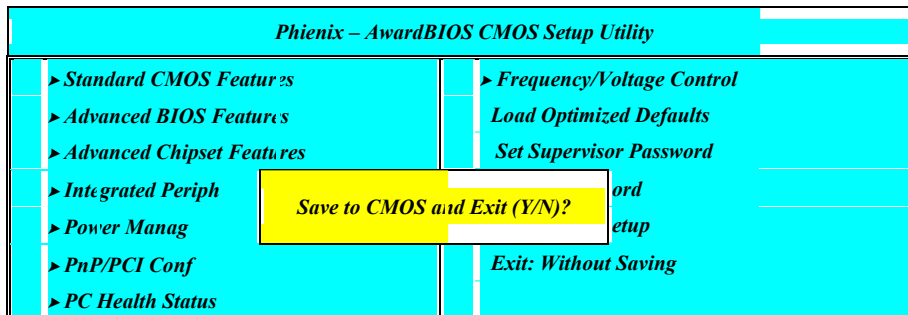 Phienix – AwardBIOS CMOS Setup Utility
▸ Standard CMOS Features
▸ Advanced BIOS Features
▸ Advanced Chipset Features
▸ Integrated Periph
▸ Power Manag
▸ PnP/PCI Conf
▸ PC Health Status
▸ Frequency/Voltage Control
Load Optimized Defaults
Set Supervisor Password
ord
etup
Exit: Without Saving
Save to CMOS and Exit (Y/N)?